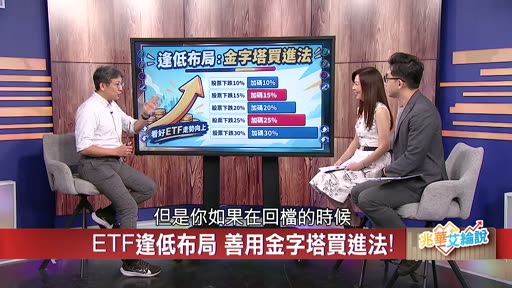 逢低布局:金字塔買進法
股票下跌10% 加碼10%
股票下跌15% 加碼15%
股票下跌20% 加碼20%
股票下跌25% 加碼25%
股票下跌30% 加碼30%
看好ETF走勢向上
但是你如果在回檔的時候
ETF逢低布局 善用金字塔買進法!
兆華艾綸說